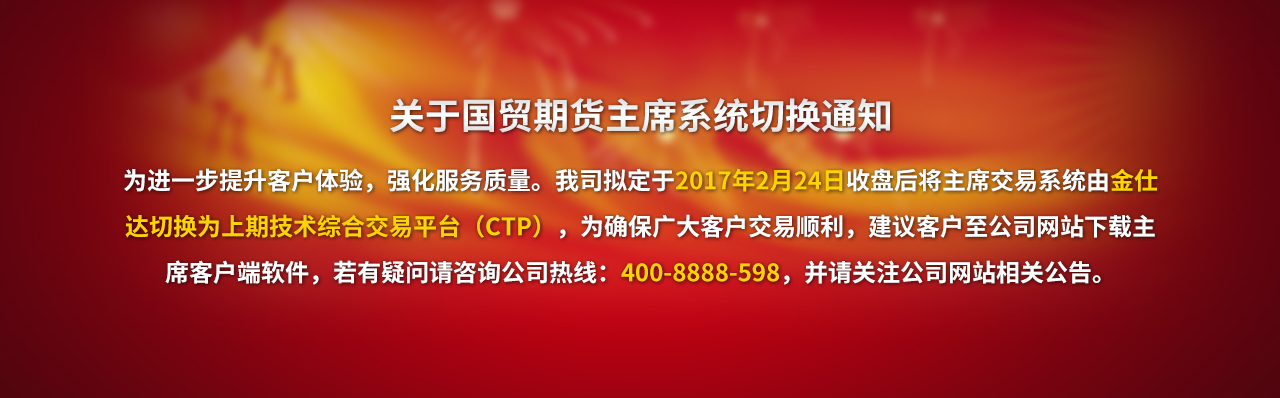 关于国贸期货主席系统切换通知
为进一步提升客户体验，强化服务质量。我司拟定于2017年2月24日收盘后将主席交易系统由金仕
达切换为上期技术综合交易平台（CTP），为确保广大客户交易顺利，建议客户至公司网站下载主
席客户端软件，若有疑问请咨询公司热线：400-8888-598，并请关注公司网站相关公告。